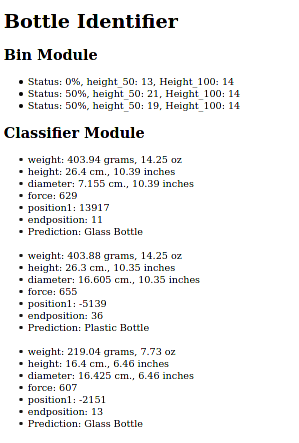 Bottle Identifier
Bin Module
Status: 0%, height_50: 13, Height_100: 14
Status: 50%, height_50: 21, Height_100: 14
Status: 50%, height_50: 19, Height_100: 14
Classifier Module
weight: 403.94 grams, 14.25 oz
height: 26.4 cm., 10.39 inches
diameter: 7.155 cm., 10.39 inches
force: 629
position1: 13917
endposition: 11
Prediction: Glass Bottle
weight: 403.88 grams, 14.25 oz
height: 26.3 cm., 10.35 inches
diameter: 16.605 cm., 10.35 inches
force: 655
position1: -5139
endposition: 36
Prediction: Plastic Bottle
weight: 219.04 grams, 7.73 oz
height: 16.4 cm., 6.46 inches
diameter: 16.425 cm., 6.46 inches
force: 607
position1: -2151
endposition: 13
Prediction: Glass Bottle